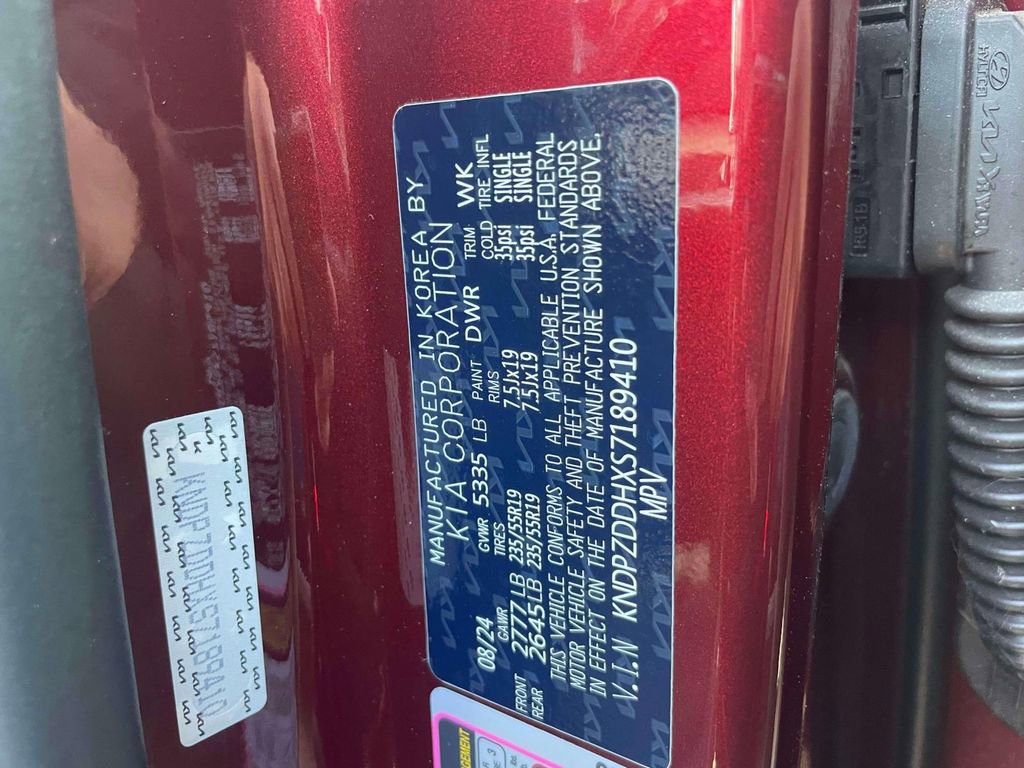 MANUFACTURED IN KOREA BY
KIA CORPORATION
08/24 GVWR 5335 LB PAINT DWR TRIM WK
GAWR TIRES RIMS COLD TIRE INFL
FRONT 2777 LB 235/55R19 7.5JX19 35psi SINGLE
REAR 2645 LB 235/55R19 7.5JX19 35psi SINGLE
THIS VEHICLE CONFORMS TO ALL APPLICABLE U.S.A. FEDERAL
MOTOR VEHICLE SAFETY AND THEFT PREVENTION STANDARDS
IN EFFECT ON THE DATE OF MANUFACTURE SHOWN ABOVE.
V.I.N KNDPZDDHXS7189410
MPV
KNDPZDDHXS7189410